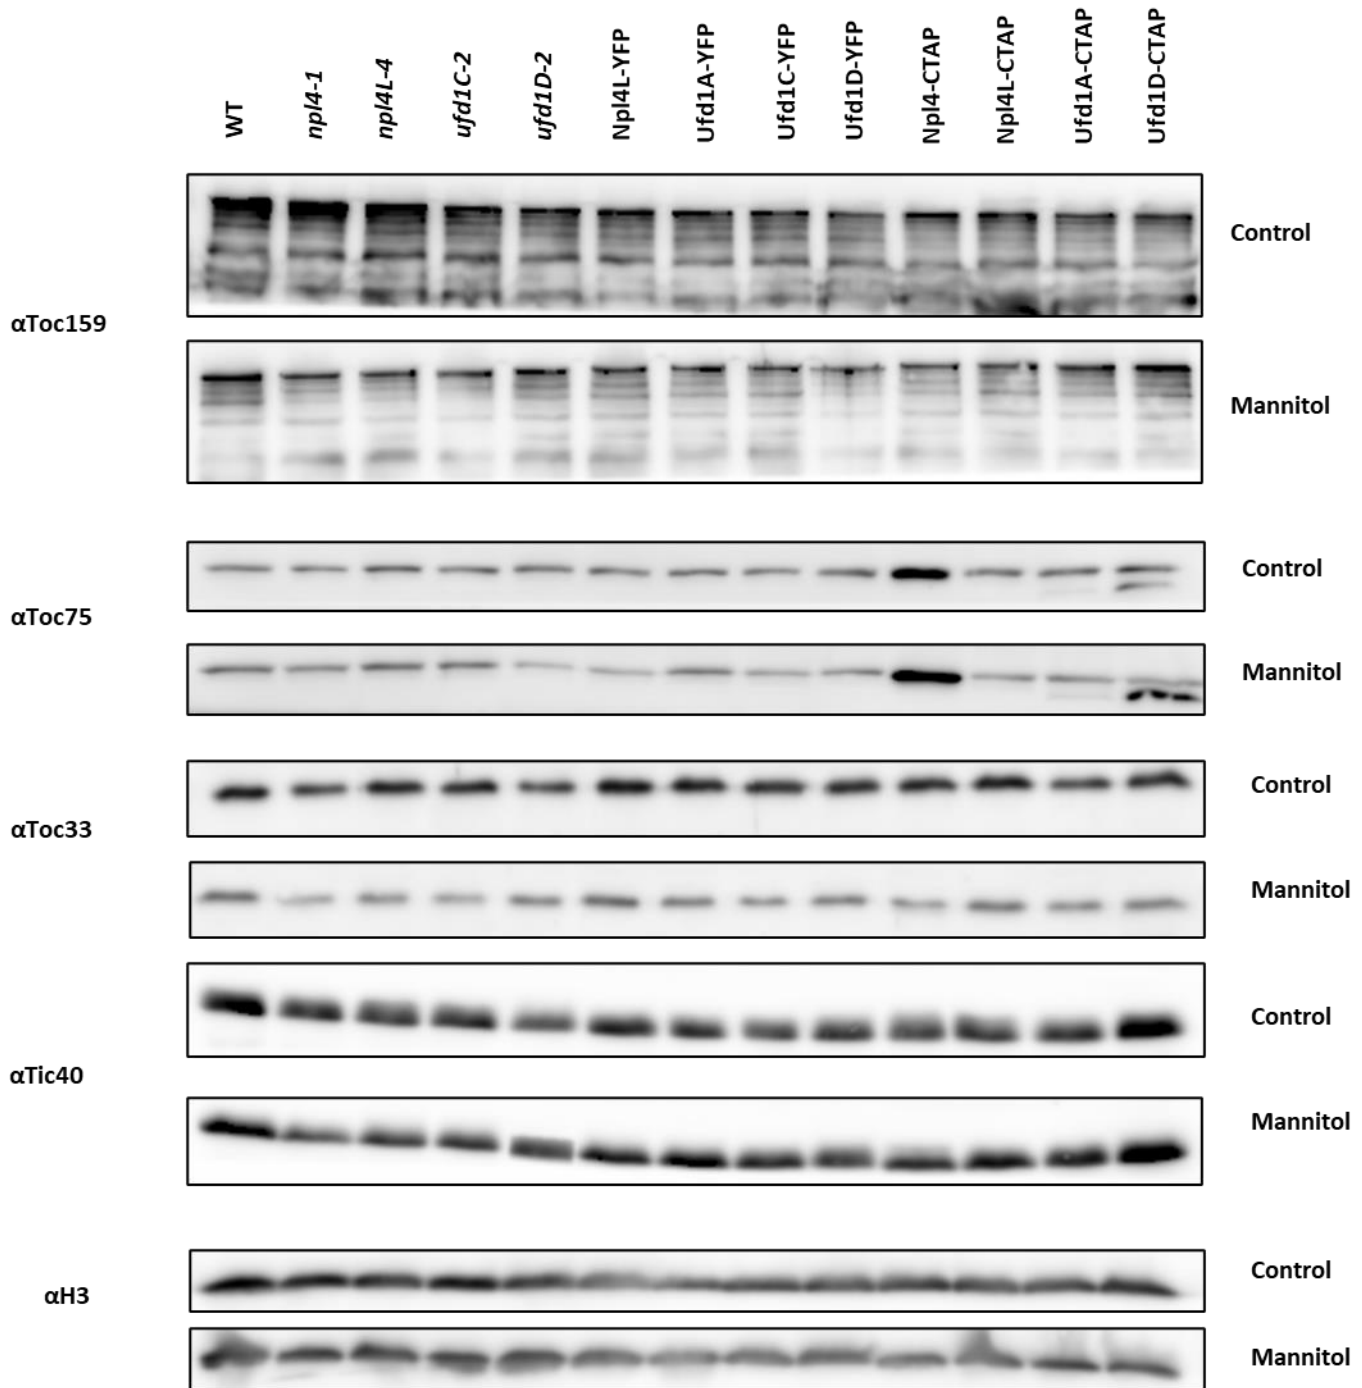 WT
npl4-1
npl4L-4
ufd1C-2
ufd1D-2
Npl4L-YFP
Ufd1A-YFP
Ufd1C-YFP
Ufd1D-YFP
Npl4-CTAP
Npl4L-CTAP
Ufd1A-CTAP
Ufd1D-CTAP
Control
αToc159
Mannitol
Control
αToc75
Mannitol
Control
αToc33
Mannitol
Control
αTic40
Mannitol
Control
αH3
Mannitol